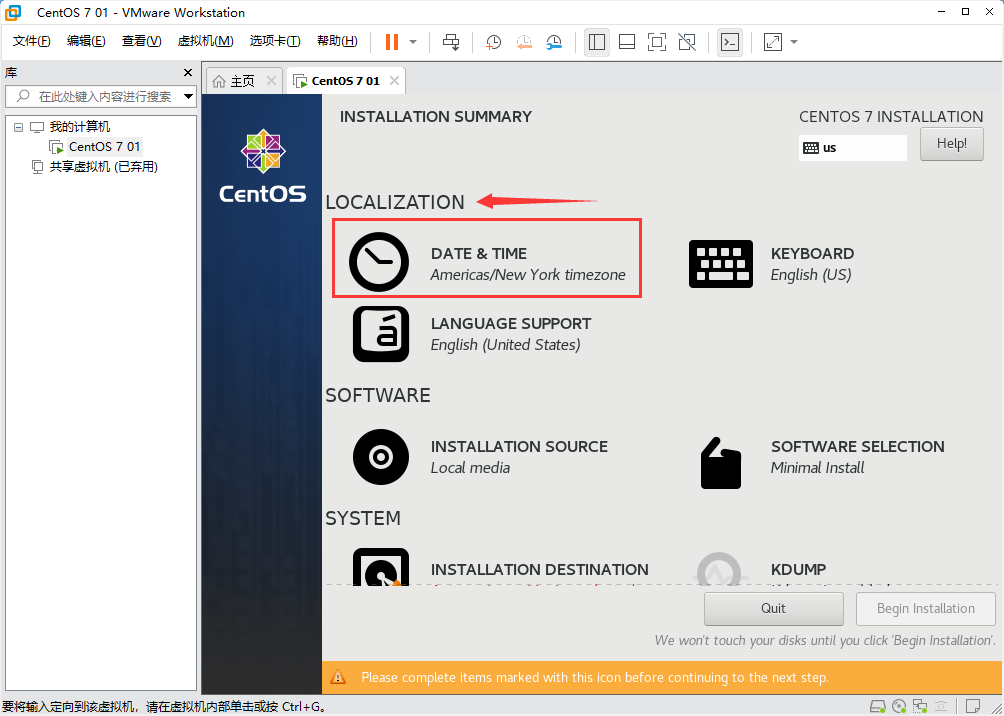 CentOS 7 01 - VMware Workstation
文件(F) 编辑(E) 查看(V) 虚拟机(M) 选项卡(T) 帮助(H)
库
在此处键入内容进行搜索
我的计算机
CentOS 7 01
共享虚拟机 (已弃用)
主页 CentOS 7 01
CentOS
INSTALLATION SUMMARY
CENTOS 7 INSTALLATION
us
Help!
LOCALIZATION
DATE & TIME
Americas/New York timezone
KEYBOARD
English (US)
LANGUAGE SUPPORT
English (United States)
SOFTWARE
INSTALLATION SOURCE
Local media
SOFTWARE SELECTION
Minimal Install
SYSTEM
INSTALLATION DESTINATION
KDUMP
Quit
Begin Installation
We won't touch your disks until you click 'Begin Installation'.
Please complete items marked with this icon before continuing to the next step.
要将输入定向到该虚拟机，请在虚拟机内部单击或按 Ctrl+G。